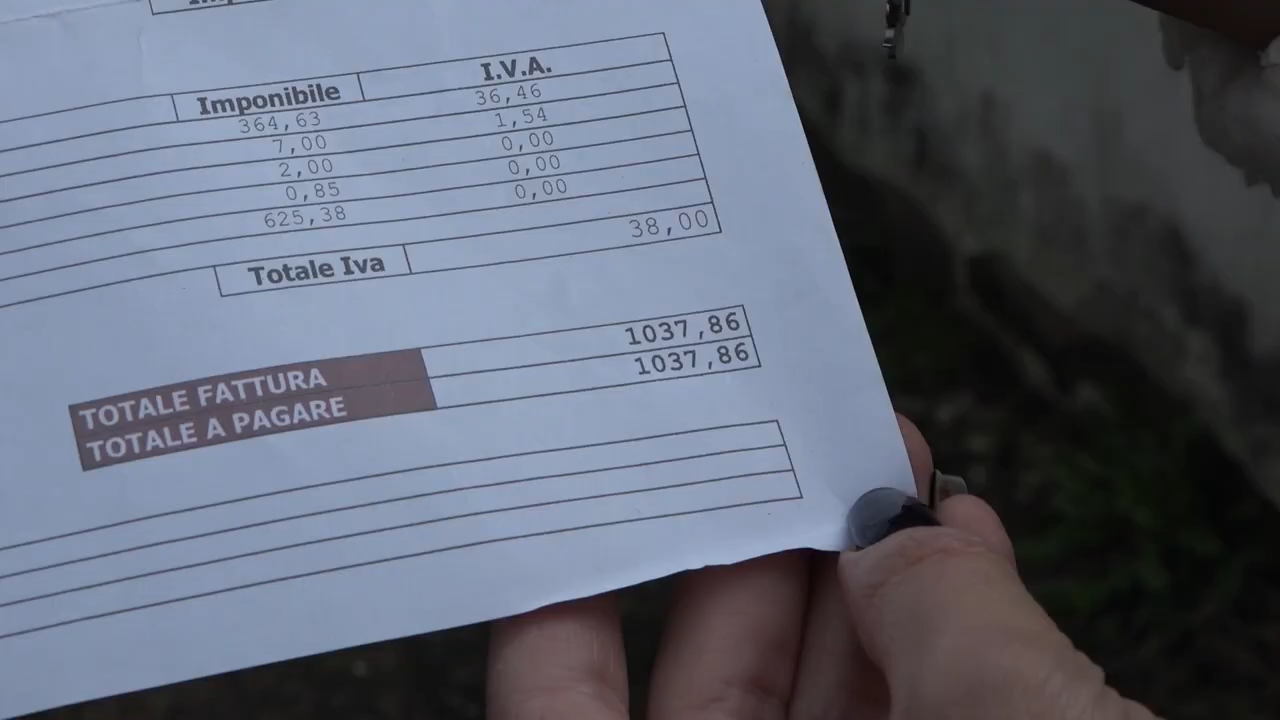 Imponibile I.V.A.
364,63 36,46
7,00 1,54
2,00 0,00
0,85 0,00
625,38 0,00
Totale Iva 38,00
TOTALE FATTURA 1037,86
TOTALE A PAGARE 1037,86